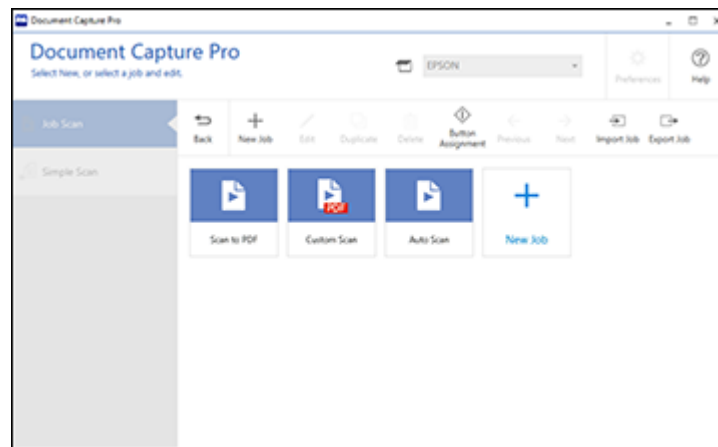 Document Capture Pro
Document Capture Pro
Select New, or select a job and edit.
EPSON
Preferences
Help
Job Scan
Simple Scan
Back
New Job
Edit
Duplicate
Delete
Button
Assignment
Previous
Next
Import Job
Export Job
PDF
Scan to PDF
Custom Scan
Auto Scan
New Job